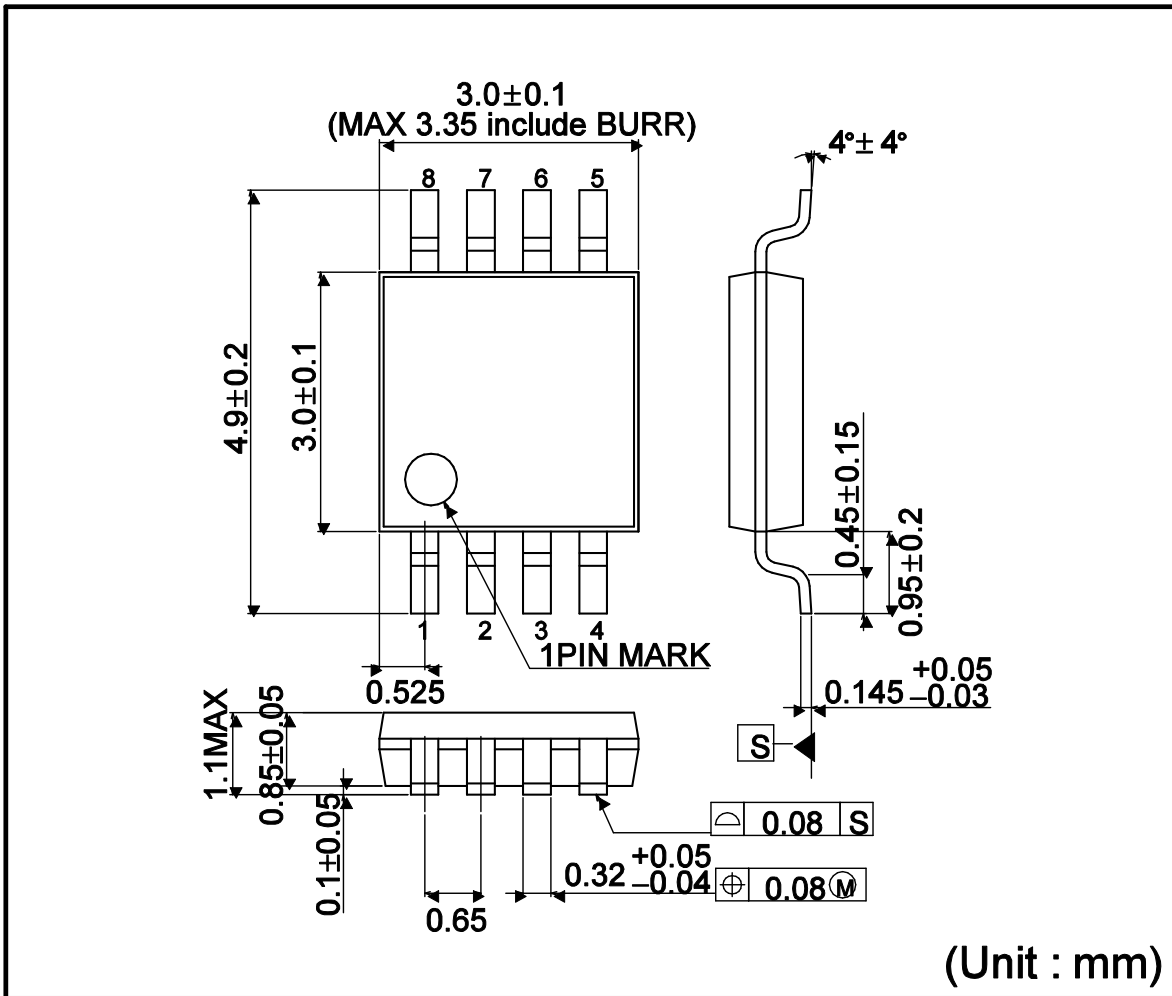 3.0±0.1
(MAX 3.35 include BURR)
4°± 4°
8 7 6 5
4.9±0.2
3.0±0.1
0.45±0.15
0.95±0.2
1 2 3 4
1PIN MARK
0.525
0.145 +0.05
–0.03
1.1MAX
0.85±0.05
0.1±0.05
S
0.08 S
0.32 +0.05
–0.04
0.08 Ⓜ
0.65
(Unit : mm)